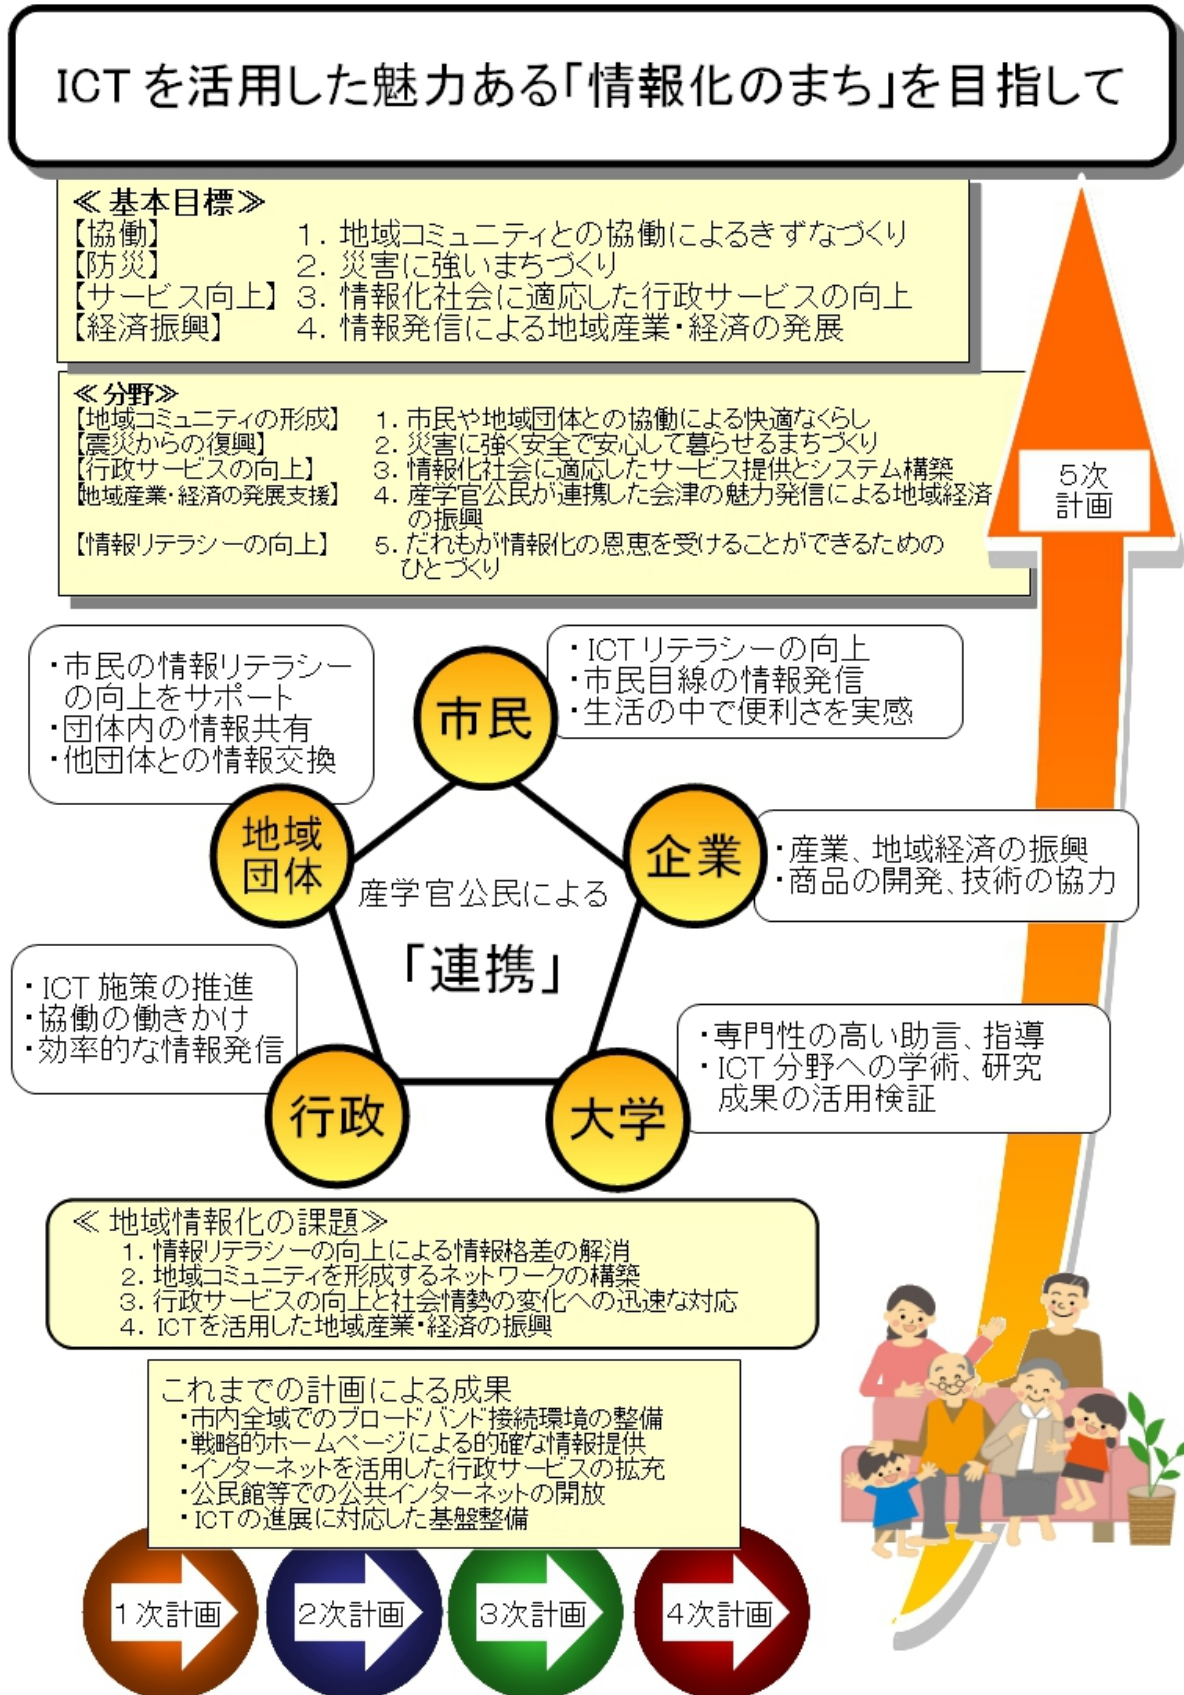 ICTを活用した魅力ある「情報化のまち」を目指して
≪基本目標≫
【協働】 1．地域コミュニティとの協働によるきずなづくり
【防災】 2．災害に強いまちづくり
【サービス向上】 3．情報化社会に適応した行政サービスの向上
【経済振興】 4．情報発信による地域産業・経済の発展
≪分野≫
【地域コミュニティの形成】 1．市民や地域団体との協働による快適なくらし
【震災からの復興】 2．災害に強く安全で安心して暮らせるまちづくり
【行政サービスの向上】 3．情報化社会に適応したサービス提供とシステム構築
【地域産業・経済の発展支援】 4．産学官公民が連携した会津の魅力発信による地域経済
の振興
【情報リテラシーの向上】 5．だれもが情報化の恩恵を受けることができるための
ひとづくり
5次
計画
・市民の情報リテラシー
の向上をサポート
・団体内の情報共有
・他団体との情報交換
市民
・ICTリテラシーの向上
・市民目線の情報発信
・生活の中で便利さを実感
地域
団体
企業
・産業、地域経済の振興
・商品の開発、技術の協力
産学官公民による
「連携」
・ICT施策の推進
・協働の働きかけ
・効率的な情報発信
行政
大学
・専門性の高い助言、指導
・ICT分野への学術、研究
成果の活用検証
≪地域情報化の課題≫
1．情報リテラシーの向上による情報格差の解消
2．地域コミュニティを形成するネットワークの構築
3．行政サービスの向上と社会情勢の変化への迅速な対応
4．ICTを活用した地域産業・経済の振興
これまでの計画による成果
・市内全域でのブロードバンド接続環境の整備
・戦略的ホームページによる的確な情報提供
・インターネットを活用した行政サービスの拡充
・公民館等での公共インターネットの開放
・ICTの進展に対応した基盤整備
1次計画
2次計画
3次計画
4次計画